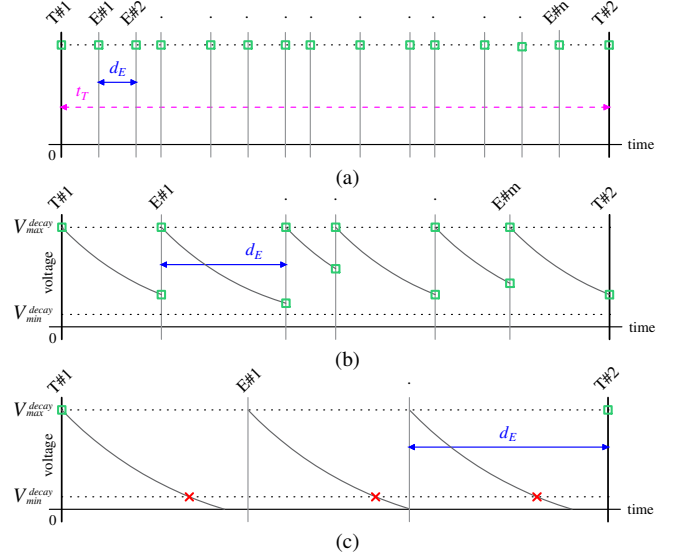 T#1 E#1 E#2 . . . . . . . . . . E#n T#2
d_E
t_T
0 time
(a)
T#1 E#1 . . . E#m T#2
V_max^decay
d_E
voltage
V_min^decay
0 time
(b)
T#1 E#1 . T#2
V_max^decay
d_E
voltage
V_min^decay
0 time
(c)